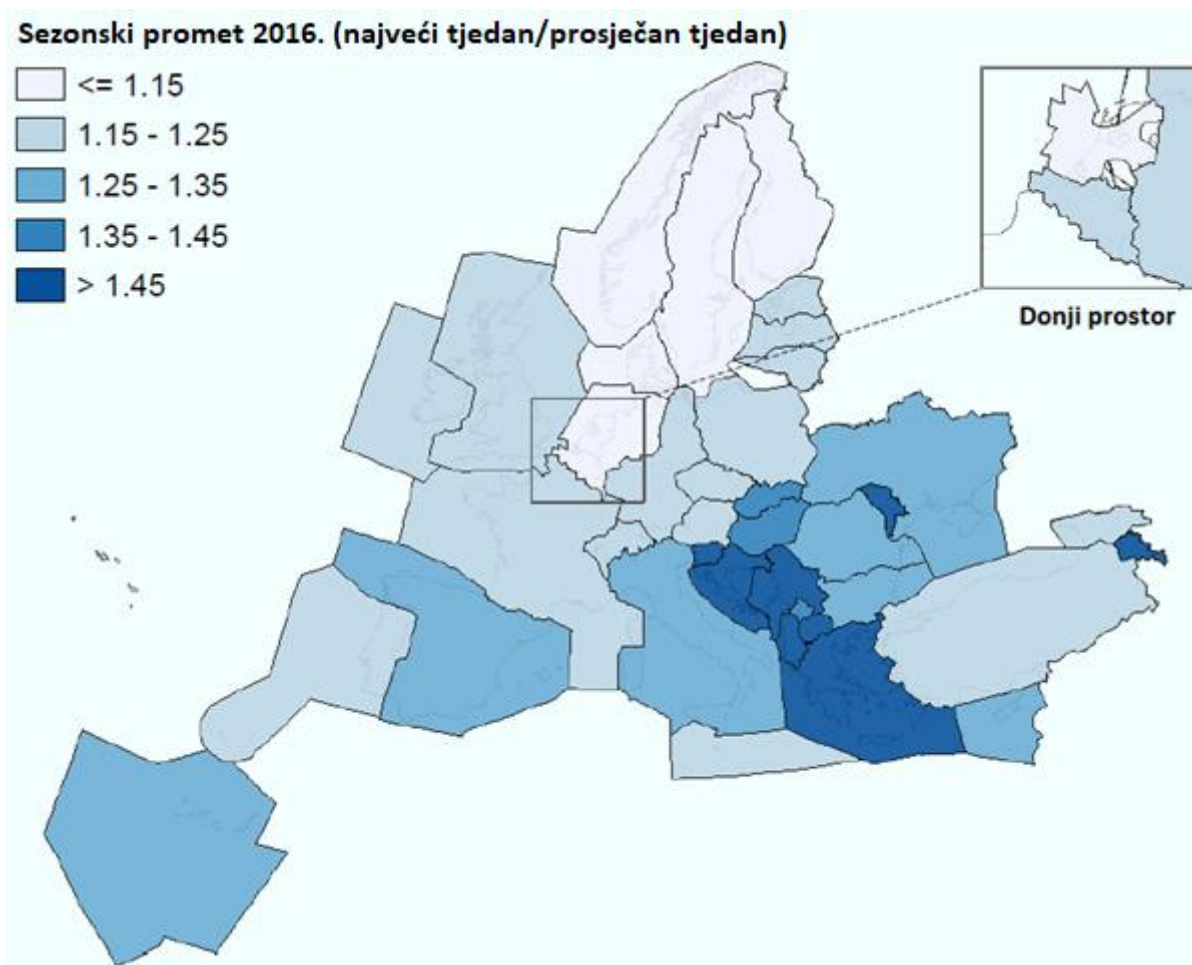 Sezonski promet 2016. (najveći tjedan/prosječan tjedan)
<= 1.15
1.15 - 1.25
1.25 - 1.35
1.35 - 1.45
> 1.45
Donji prostor